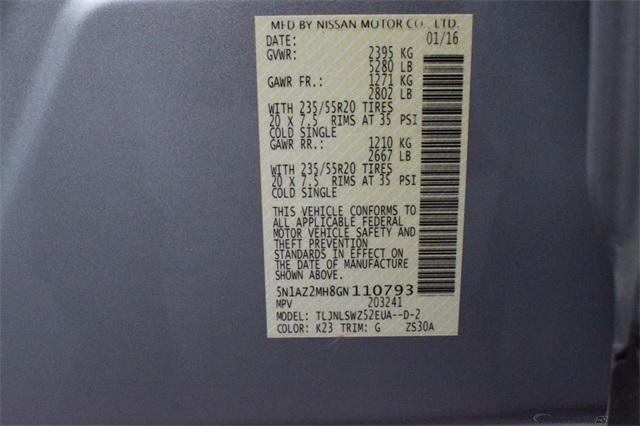 MFD BY NISSAN MOTOR CO., LTD.
DATE: 01/16
GVWR: 2395 KG
5280 LB
GAWR FR.: 1271 KG
2802 LB
WITH 235/55R20 TIRES
20 X 7.5 RIMS AT 35 PSI
COLD SINGLE
GAWR RR.: 1210 KG
2667 LB
WITH 235/55R20 TIRES
20 X 7.5 RIMS AT 35 PSI
COLD SINGLE
THIS VEHICLE CONFORMS TO
ALL APPLICABLE FEDERAL
MOTOR VEHICLE SAFETY AND
THEFT PREVENTION
STANDARDS IN EFFECT ON
THE DATE OF MANUFACTURE
SHOWN ABOVE.
5N1AZ2MH8GN110793
MPV 203241
MODEL: TLJNLSWZ52EUA--D-2
COLOR: K23 TRIM: G ZS30A